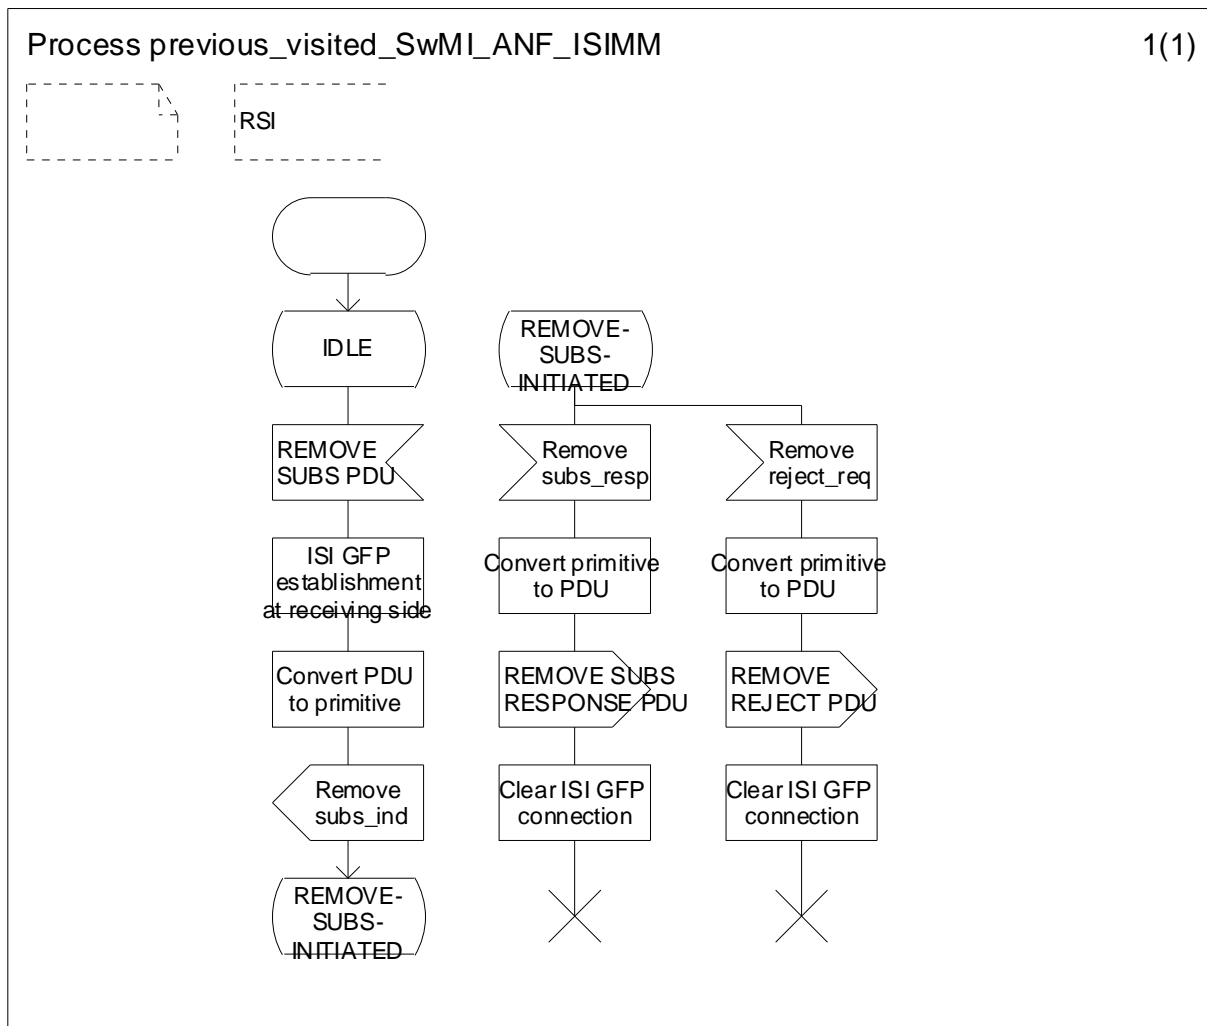 Process previous_visited_SwMI_ANF_ISIMM
1(1)
RSI
IDLE
REMOVE
SUBS PDU
ISI GFP
establishment
at receiving side
Convert PDU
to primitive
Remove
subs_ind
REMOVE-
SUBS-
INITIATED
REMOVE-
SUBS-
INITIATED
Remove
subs_resp
Convert primitive
to PDU
REMOVE SUBS
RESPONSE PDU
Clear ISI GFP
connection
Remove
reject_req
Convert primitive
to PDU
REMOVE
REJECT PDU
Clear ISI GFP
connection